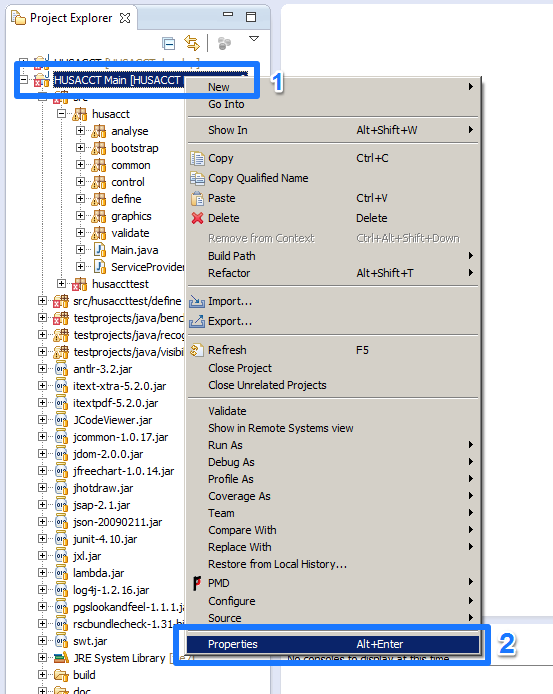 Project Explorer
HUSACCT Main [HUSACCT
1
src
husacct
analyse
bootstrap
common
control
define
graphics
validate
Main.java
ServiceProvider
husaccttest
src/husaccttest/define
testprojects/java/benc
testprojects/java/recog
testprojects/java/visibi
antlr-3.2.jar
itext-xtra-5.2.0.jar
itextpdf-5.2.0.jar
JCodeViewer.jar
jcommon-1.0.17.jar
jdom-2.0.0.jar
jfreechart-1.0.14.jar
jhotdraw.jar
jsap-2.1.jar
json-20090211.jar
junit-4.10.jar
jxl.jar
lambda.jar
log4j-1.2.16.jar
pgslookandfeel-1.1.1.ja
rscbundlecheck-1.31.bi
swt.jar
JRE System Library
build
doc
New
Go Into
Show In Alt+Shift+W
Copy Ctrl+C
Copy Qualified Name
Paste Ctrl+V
Delete Delete
Remove from Context Ctrl+Alt+Shift+Down
Build Path
Refactor Alt+Shift+T
Import...
Export...
Refresh F5
Close Project
Close Unrelated Projects
Validate
Show in Remote Systems view
Run As
Debug As
Profile As
Coverage As
Team
Compare With
Replace With
Restore from Local History...
PMD
Configure
Source
Properties Alt+Enter
2
No consoles to display at this time.